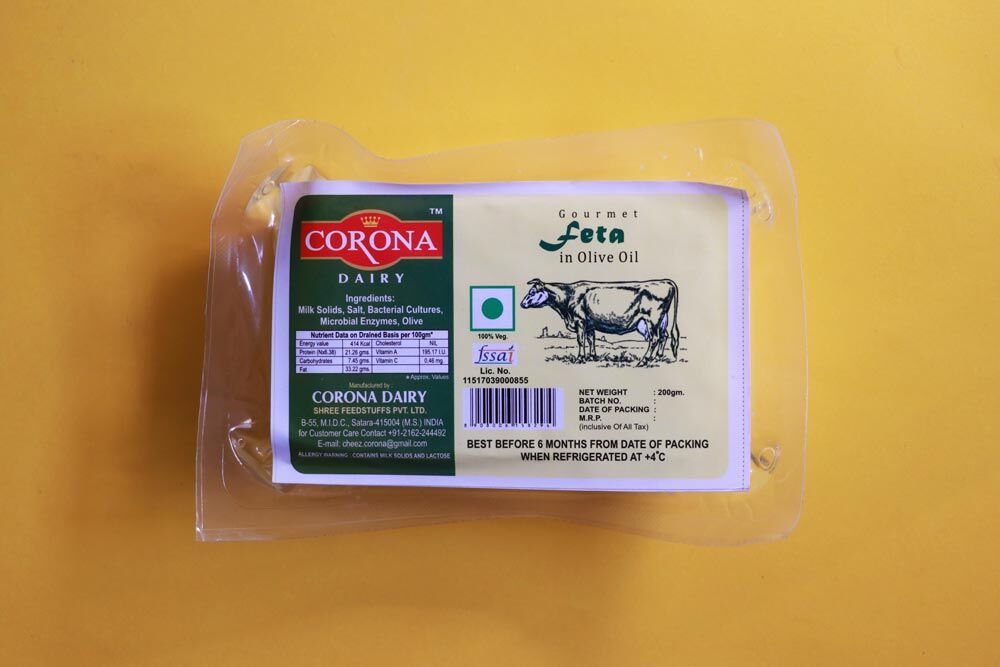 TM
CORONA
DAIRY
Ingredients:
Milk Solids, Salt, Bacterial Cultures,
Microbial Enzymes, Olive
Nutrient Data on Drained Basis per 100gm*
Energy value 414 Kcal Cholesterol NIL
Protein (Nx6.38) 21.26 gms. Vitamin A 195.17 I.U.
Carbohydrates 7.45 gms. Vitamin C 0.46 mg.
Fat 33.22 gms.
*Approx. Values
Manufactured by:
CORONA DAIRY
SHREE FEEDSTUFFS PVT. LTD.
B-55, M.I.D.C., Satara-415004 (M.S.) INDIA
for Customer Care Contact +91-2162-244492
E-mail: cheez.corona@gmail.com
ALLERGY WARNING : CONTAINS MILK SOLIDS AND LACTOSE
Gourmet
feta
in Olive Oil
100% Veg.
fssai
Lic. No.
11517039000855
NET WEIGHT : 200gm.
BATCH NO. :
DATE OF PACKING :
M.R.P. :
(inclusive Of All Tax)
BEST BEFORE 6 MONTHS FROM DATE OF PACKING
WHEN REFRIGERATED AT +4°C